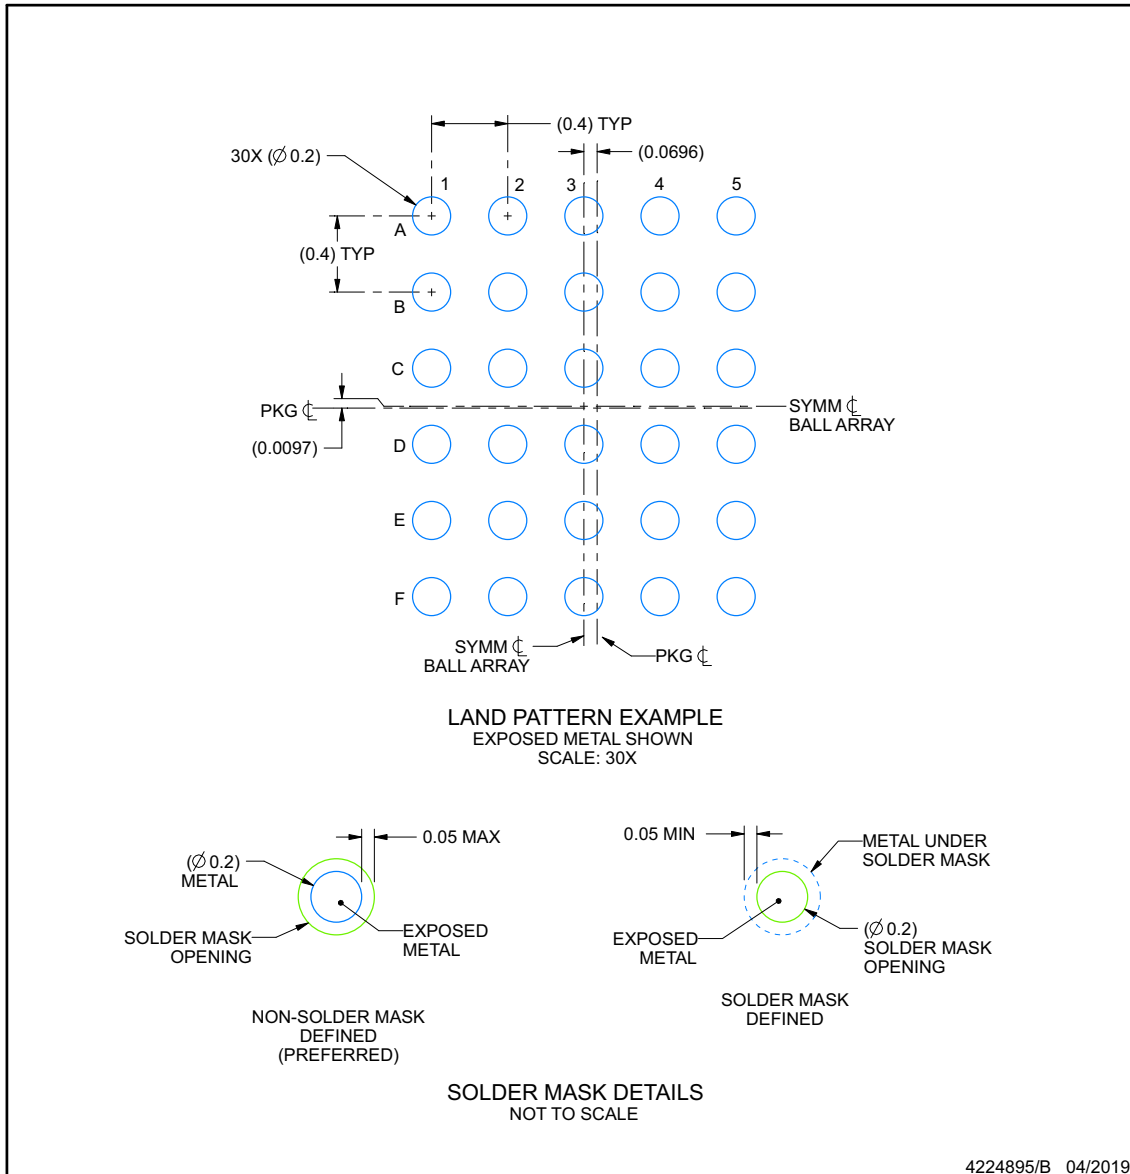 (0.4) TYP
(0.0696)
30X (∅ 0.2)
1
2
3
4
5
A
(0.4) TYP
B
C
PKG ℄
SYMM ℄
BALL ARRAY
(0.0097)
D
E
F
SYMM ℄
BALL ARRAY
PKG ℄
LAND PATTERN EXAMPLE
EXPOSED METAL SHOWN
SCALE: 30X
0.05 MAX
(∅ 0.2)
METAL
SOLDER MASK
OPENING
EXPOSED
METAL
NON-SOLDER MASK
DEFINED
(PREFERRED)
0.05 MIN
METAL UNDER
SOLDER MASK
EXPOSED
METAL
(∅ 0.2)
SOLDER MASK
OPENING
SOLDER MASK
DEFINED
SOLDER MASK DETAILS
NOT TO SCALE
4224895/B 04/2019